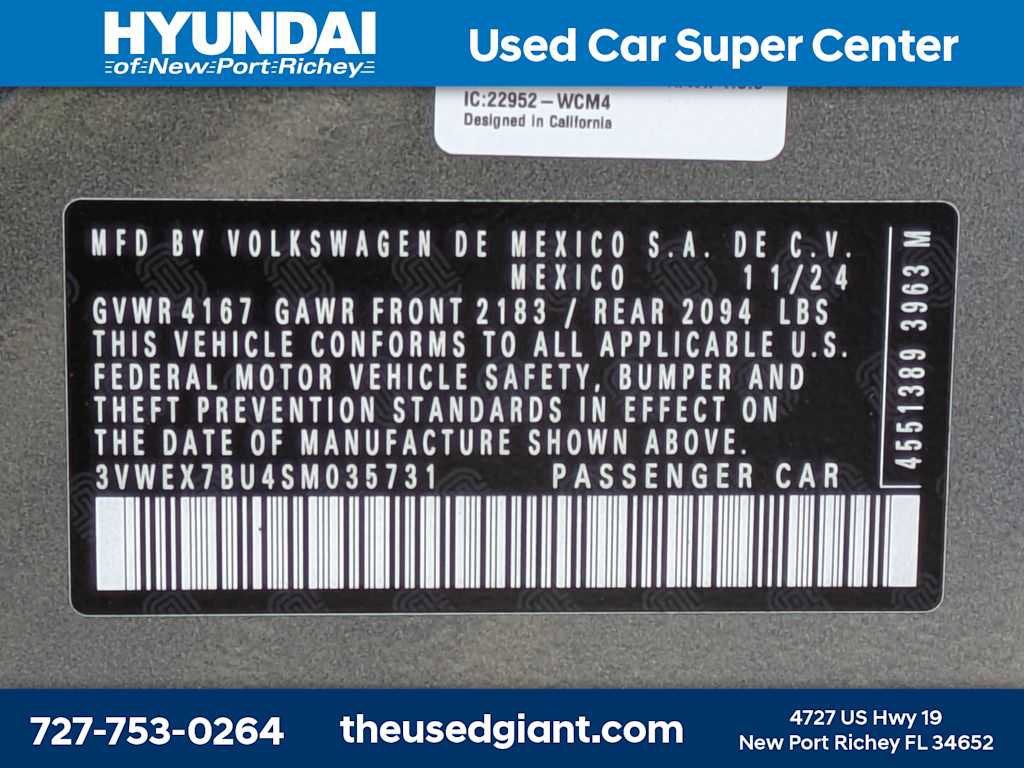 HYUNDAI
of New Port Richey
Used Car Super Center
IC:22952-WCM4
Designed in California
MFD BY VOLKSWAGEN DE MEXICO S.A. DE C.V.
MEXICO 11/24
GVWR 4167 GAWR FRONT 2183 / REAR 2094 LBS
THIS VEHICLE CONFORMS TO ALL APPLICABLE U.S.
FEDERAL MOTOR VEHICLE SAFETY, BUMPER AND
THEFT PREVENTION STANDARDS IN EFFECT ON
THE DATE OF MANUFACTURE SHOWN ABOVE.
3VWEX7BU4SM035731 PASSENGER CAR
4551389 3963 M
727-753-0264
theusedgiant.com
4727 US Hwy 19
New Port Richey FL 34652